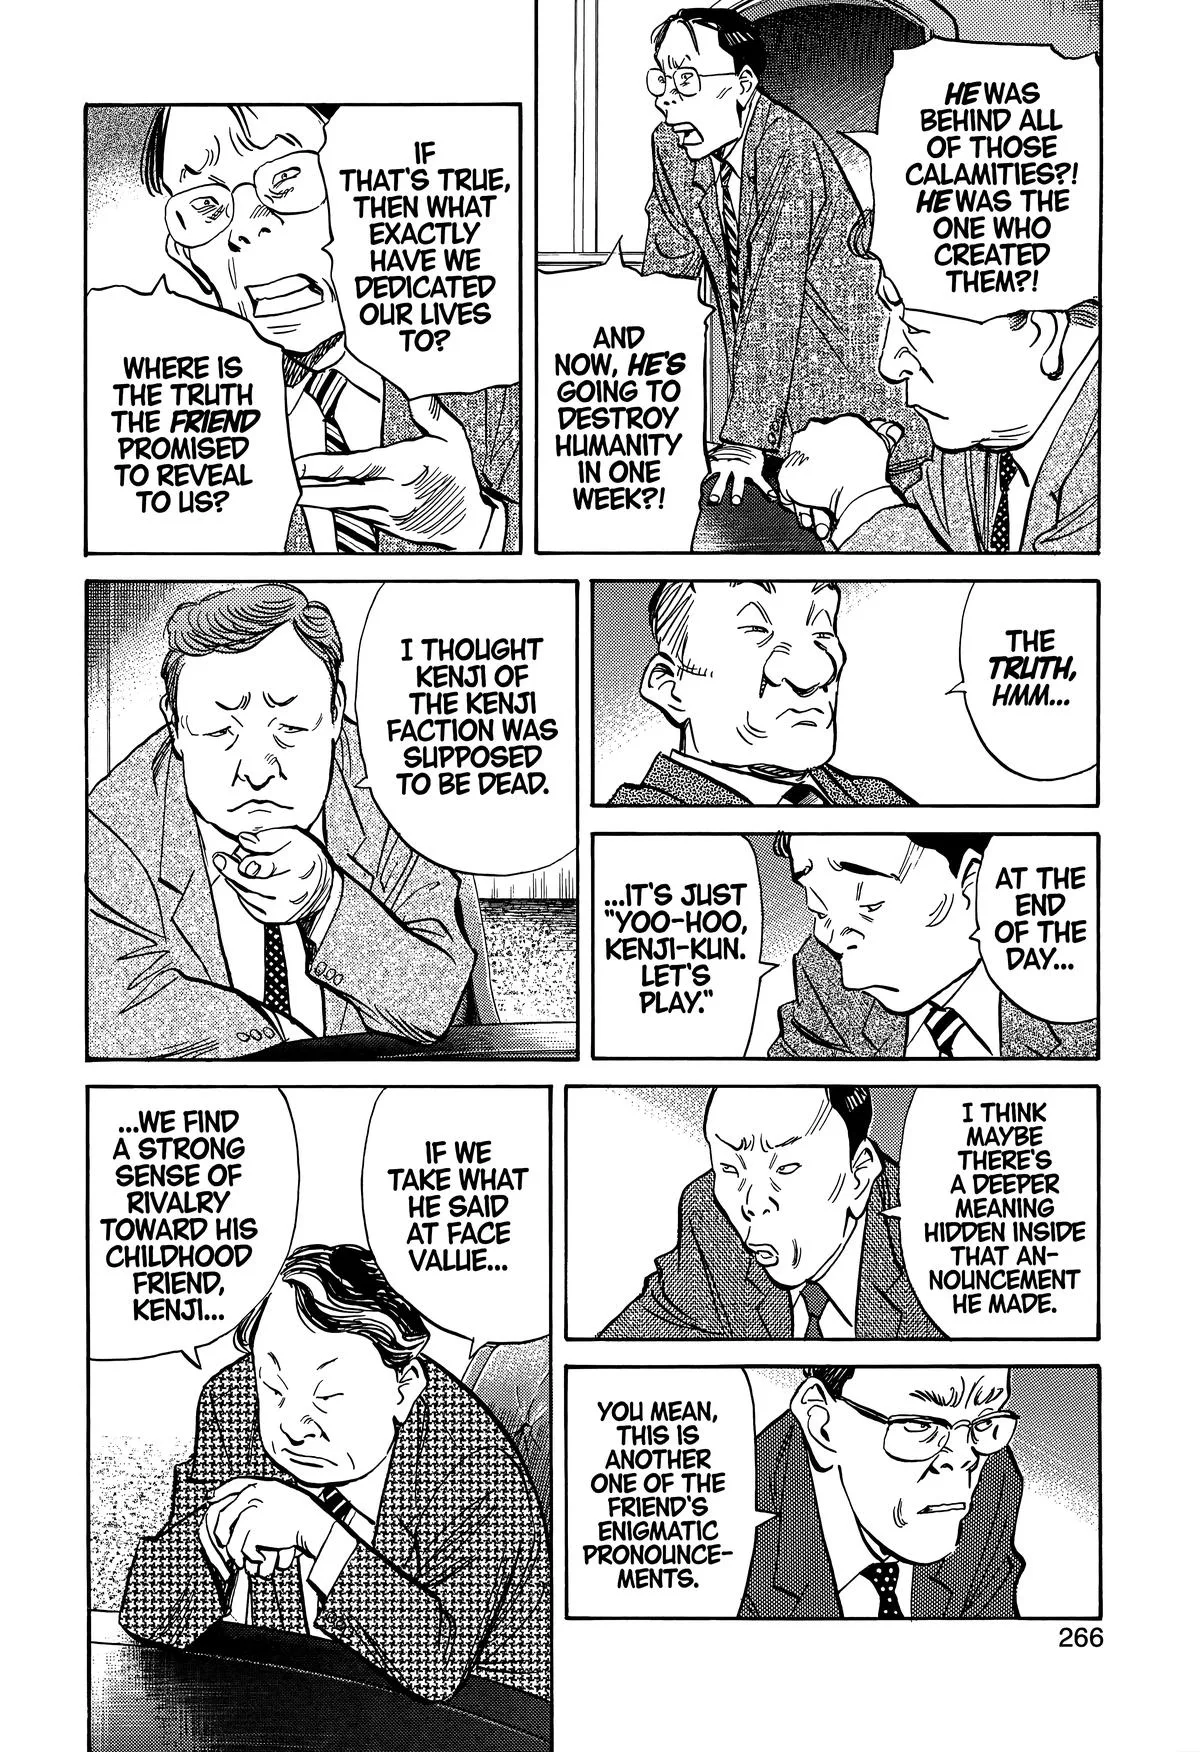 HE WAS
BEHIND ALL
OF THOSE
CALAMITIES?!
HE WAS THE
ONE WHO
CREATED
THEM?!
AND
NOW, HE'S
GOING TO
DESTROY
HUMANITY
IN ONE
WEEK?!
IF
THAT'S TRUE,
THEN WHAT
EXACTLY
HAVE WE
DEDICATED
OUR LIVES
TO?
WHERE IS
THE TRUTH
THE FRIEND
PROMISED
TO REVEAL
TO US?
THE
TRUTH,
HMM...
I THOUGHT
KENJI OF
THE KENJI
FACTION WAS
SUPPOSED
TO BE DEAD.
AT THE
END
OF THE
DAY...
...IT'S JUST
"YOO-HOO,
KENJI-KUN.
LET'S
PLAY."
I THINK
MAYBE
THERE'S
A DEEPER
MEANING
HIDDEN INSIDE
THAT AN-
NOUNCEMENT
HE MADE.
YOU MEAN,
THIS IS
ANOTHER
ONE OF THE
FRIEND'S
ENIGMATIC
PRONOUNCE-
MENTS.
IF WE
TAKE WHAT
HE SAID
AT FACE
VALUE...
...WE FIND
A STRONG
SENSE OF
RIVALRY
TOWARD HIS
CHILDHOOD
FRIEND,
KENJI...
266